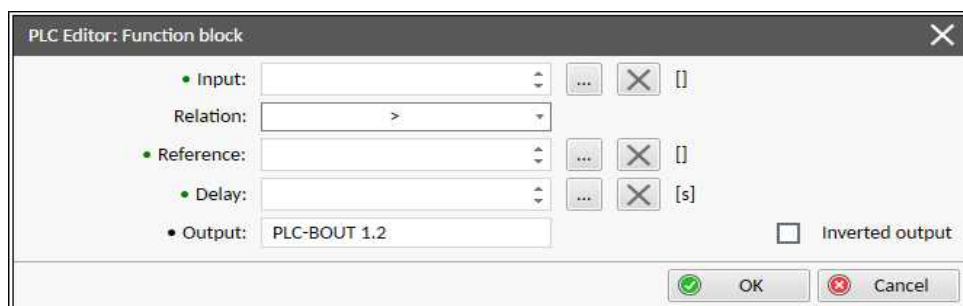 PLC Editor: Function block
• Input: ... []
Relation: >
• Reference: ... []
• Delay: ... [s]
• Output: PLC-BOUT 1.2 Inverted output
OK Cancel